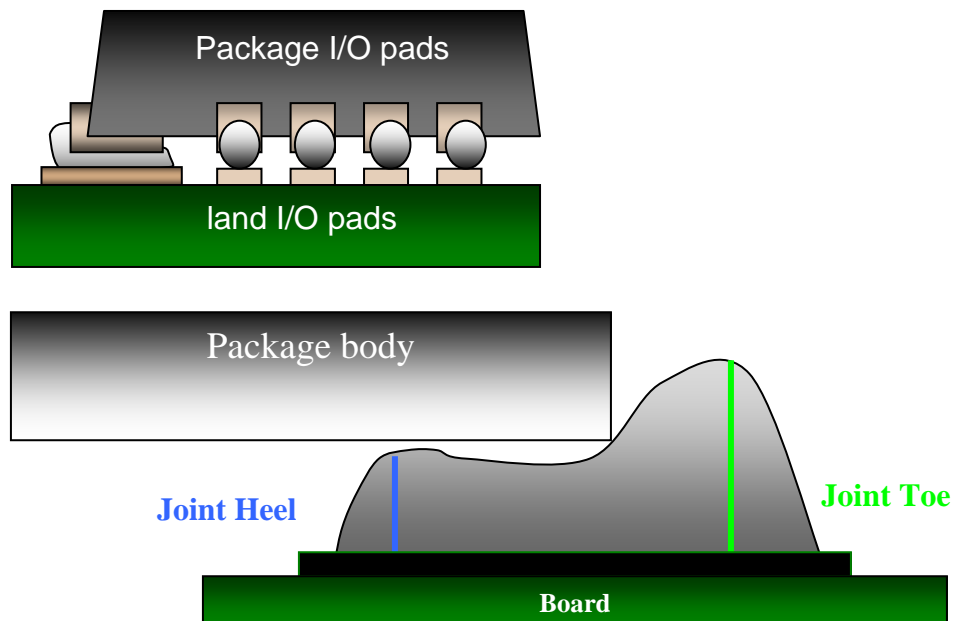 Package I/O pads
land I/O pads
Package body
Joint Heel
Joint Toe
Board